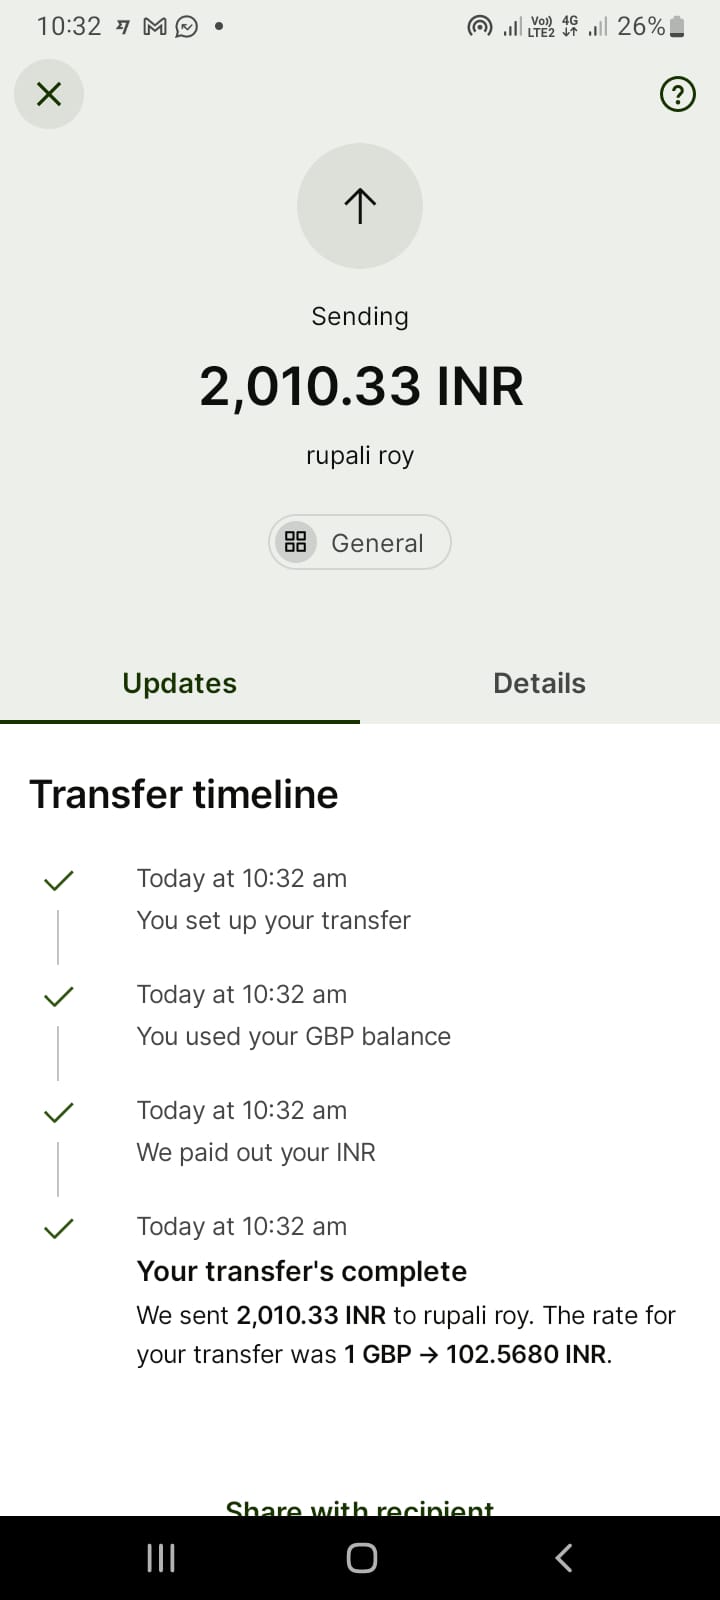 10:32
Vo)) 4G
LTE2
26%
Sending
2,010.33 INR
rupali roy
General
Updates
Details
Transfer timeline
Today at 10:32 am
You set up your transfer
Today at 10:32 am
You used your GBP balance
Today at 10:32 am
We paid out your INR
Today at 10:32 am
Your transfer's complete
We sent 2,010.33 INR to rupali roy. The rate for
your transfer was 1 GBP → 102.5680 INR.
Share with recipient